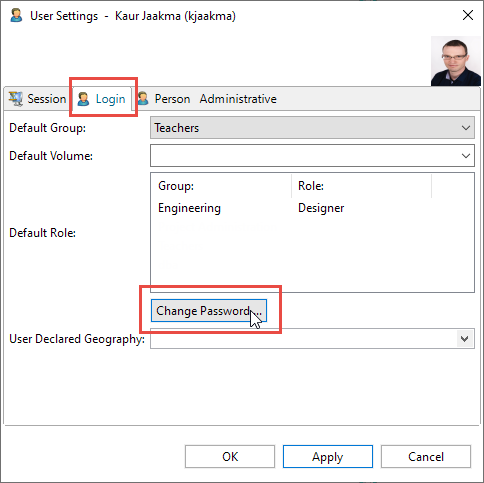 User Settings - Kaur Jaakma (kjaakma)
Session Login Person Administrative
Default Group: Teachers
Default Volume:
Group: Role:
Engineering Designer
Default Role:
Change Password...
User Declared Geography:
OK Apply Cancel